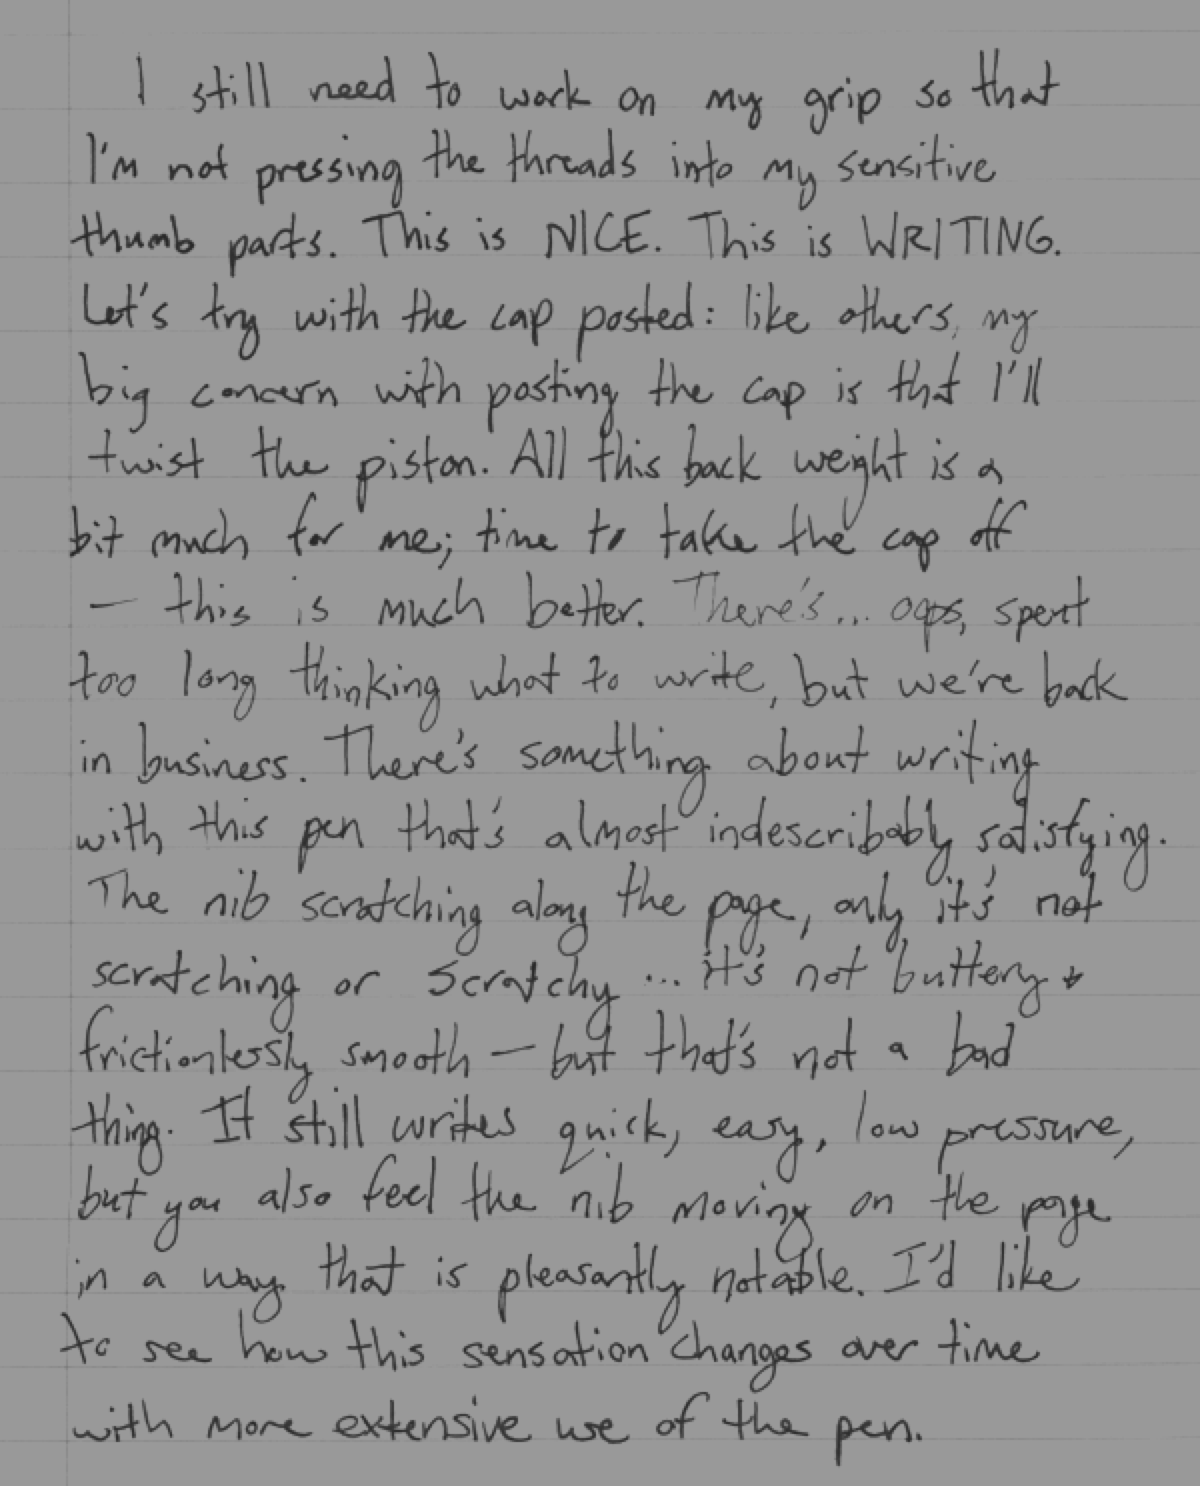 I still need to work on my grip so that
I'm not pressing the threads into my sensitive
thumb parts. This is NICE. This is WRITING.
Let's try with the cap posted: like others, my
big concern with posting the cap is that I'll
twist the piston. All this back weight is a
bit much for me; time to take the cap off
— this is much better. There's... oops, spent
too long thinking what to write, but we're back
in business. There's something about writing
with this pen that's almost indescribably satisfying.
The nib scratching along the page, only it's not
scratching or scratchy ... it's not buttery +
frictionlessly smooth — but that's not a bad
thing. It still writes quick, easy, low pressure,
but you also feel the nib moving on the page
in a way that is pleasantly notable. I'd like
to see how this sensation changes over time
with more extensive use of the pen.